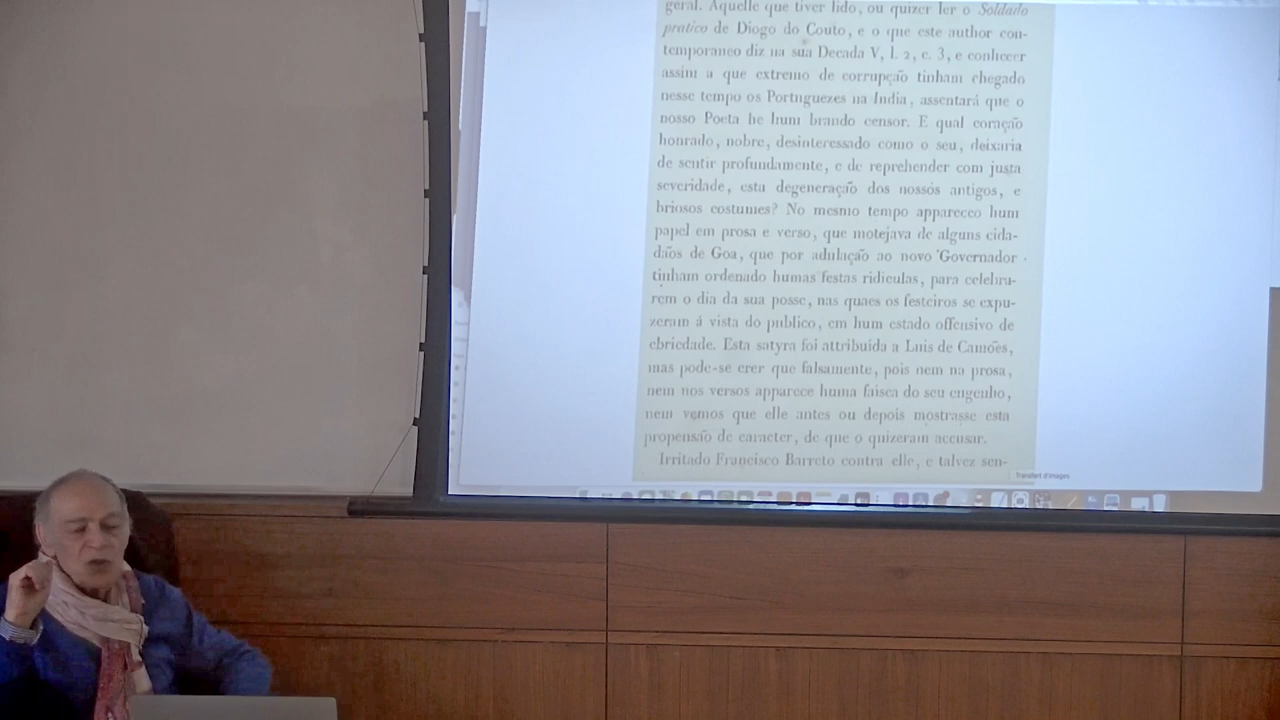 geral. Aquelle que tiver lido, ou quizer ler o Soldado
pratico de Diogo do Couto, e o que este author con-
temporaneo diz na sua Decada V, l. 2, c. 3, e conhecer
assim a que extremo de corrupção tinham chegado
nesse tempo os Portuguezes na India, assentará que o
nosso Poeta he hum brando censor. E qual coração
honrado, nobre, desinteressado como o seu, deixaria
de sentir profundamente, e de reprehender com justa
severidade, esta degeneração dos nossos antigos, e
briosos costumes? No mesmo tempo appareceo hum
papel em prosa e verso, que motejava de alguns cida-
dãos de Goa, que por adulação ao novo Governador
tinham ordenado humas festas ridiculas, para celebra-
rem o dia da sua posse, nas quaes os festeiros se expu-
zeram á vista do publico, em hum estado offensivo de
ebriedade. Esta satyra foi attribuida a Luis de Camões,
mas pode-se crer que falsamente, pois nem na prosa,
nem nos versos apparece huma faisca do seu engenho,
nem vemos que elle antes ou depois mostrasse esta
propensão de caracter, de que o quizeram accusar.
Irritado Francisco Barreto contra elle, e talvez sen-
Transfert d'images